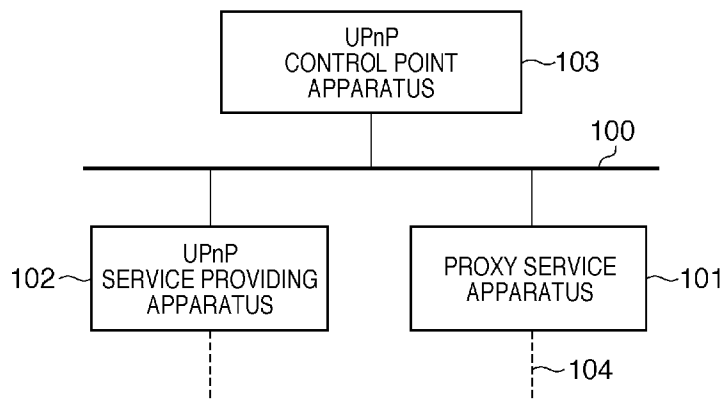 UPnP
CONTROL POINT
APPARATUS
103
100
UPnP
SERVICE PROVIDING
APPARATUS
102
PROXY SERVICE
APPARATUS
101
104